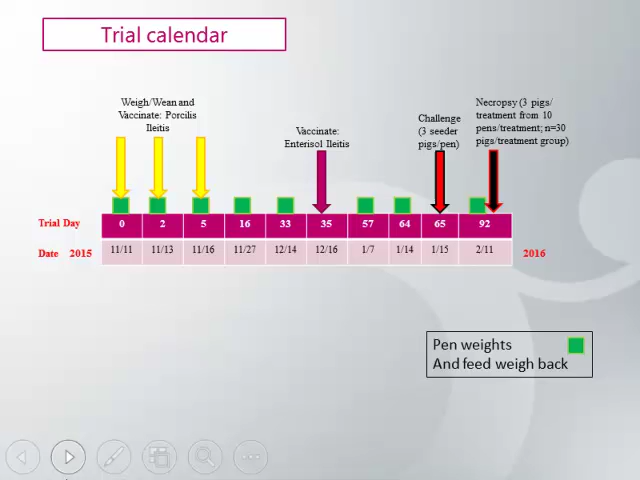 Trial calendar
Weigh/Wean and
Vaccinate: Porcilis
Ileitis
Vaccinate:
Enterisol Ileitis
Challenge
(3 seeder
pigs/pen)
Necropsy (3 pigs/
treatment from 10
pens/treatment; n=30
pigs/treatment group)
Trial Day 0 2 5 16 33 35 57 64 65 92
Date 2015 11/11 11/13 11/16 11/27 12/14 12/16 1/7 1/14 1/15 2/11 2016
Pen weights
And feed weigh back